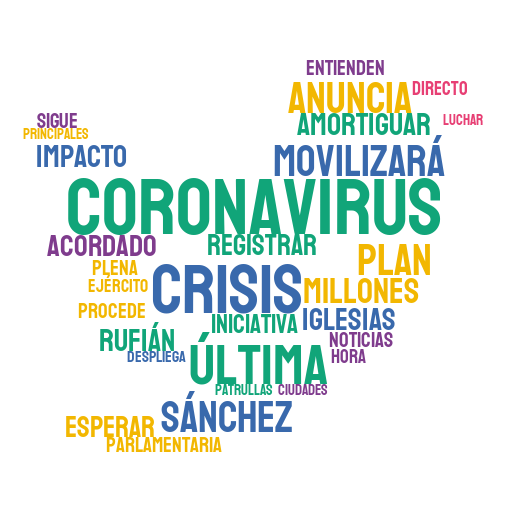 ENTIENDEN
DIRECTO
ANUNCIA
LUCHAR
SIGUE
AMORTIGUAR
PRINCIPALES
IMPACTO
MOVILIZARÁ
CORONAVIRUS
ACORDADO
REGISTRAR
PLAN
PLENA
CRISIS
EJÉRCITO
MILLONES
PROCEDE
INICIATIVA
IGLESIAS
RUFIÁN
NOTICIAS
DESPLIEGA
ÚLTIMA
HORA
PATRULLAS
CIUDADES
SÁNCHEZ
ESPERAR
PARLAMENTARIA